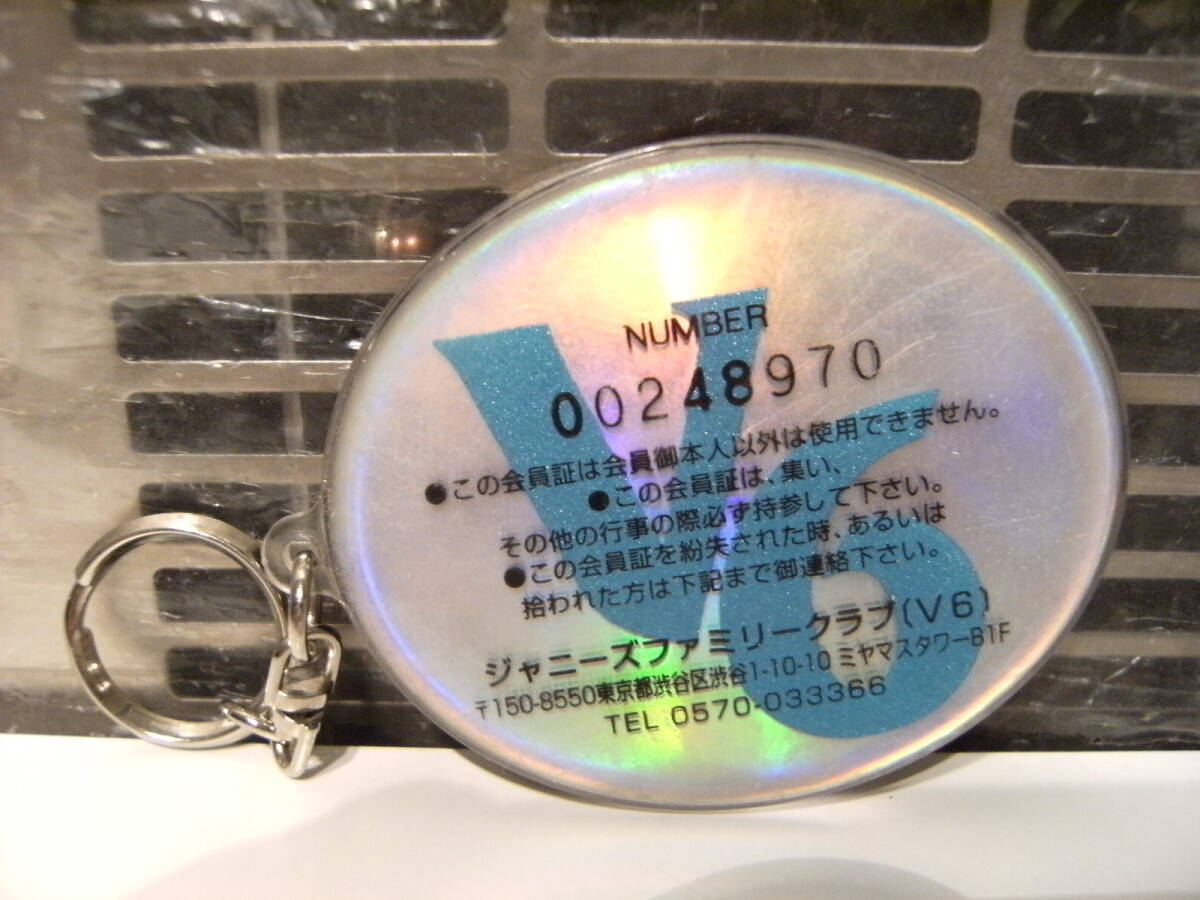 V6
NUMBER
00248970
●この会員証は会員御本人以外は使用できません。
●この会員証は、集い、
その他の行事の際必ず持参して下さい。
●この会員証を紛失された時、あるいは
拾われた方は下記まで御連絡下さい。
ジャニーズファミリークラブ(V6)
〒150-8550東京都渋谷区渋谷1-10-10 ミヤマスタワーB1F
TEL 0570-033366